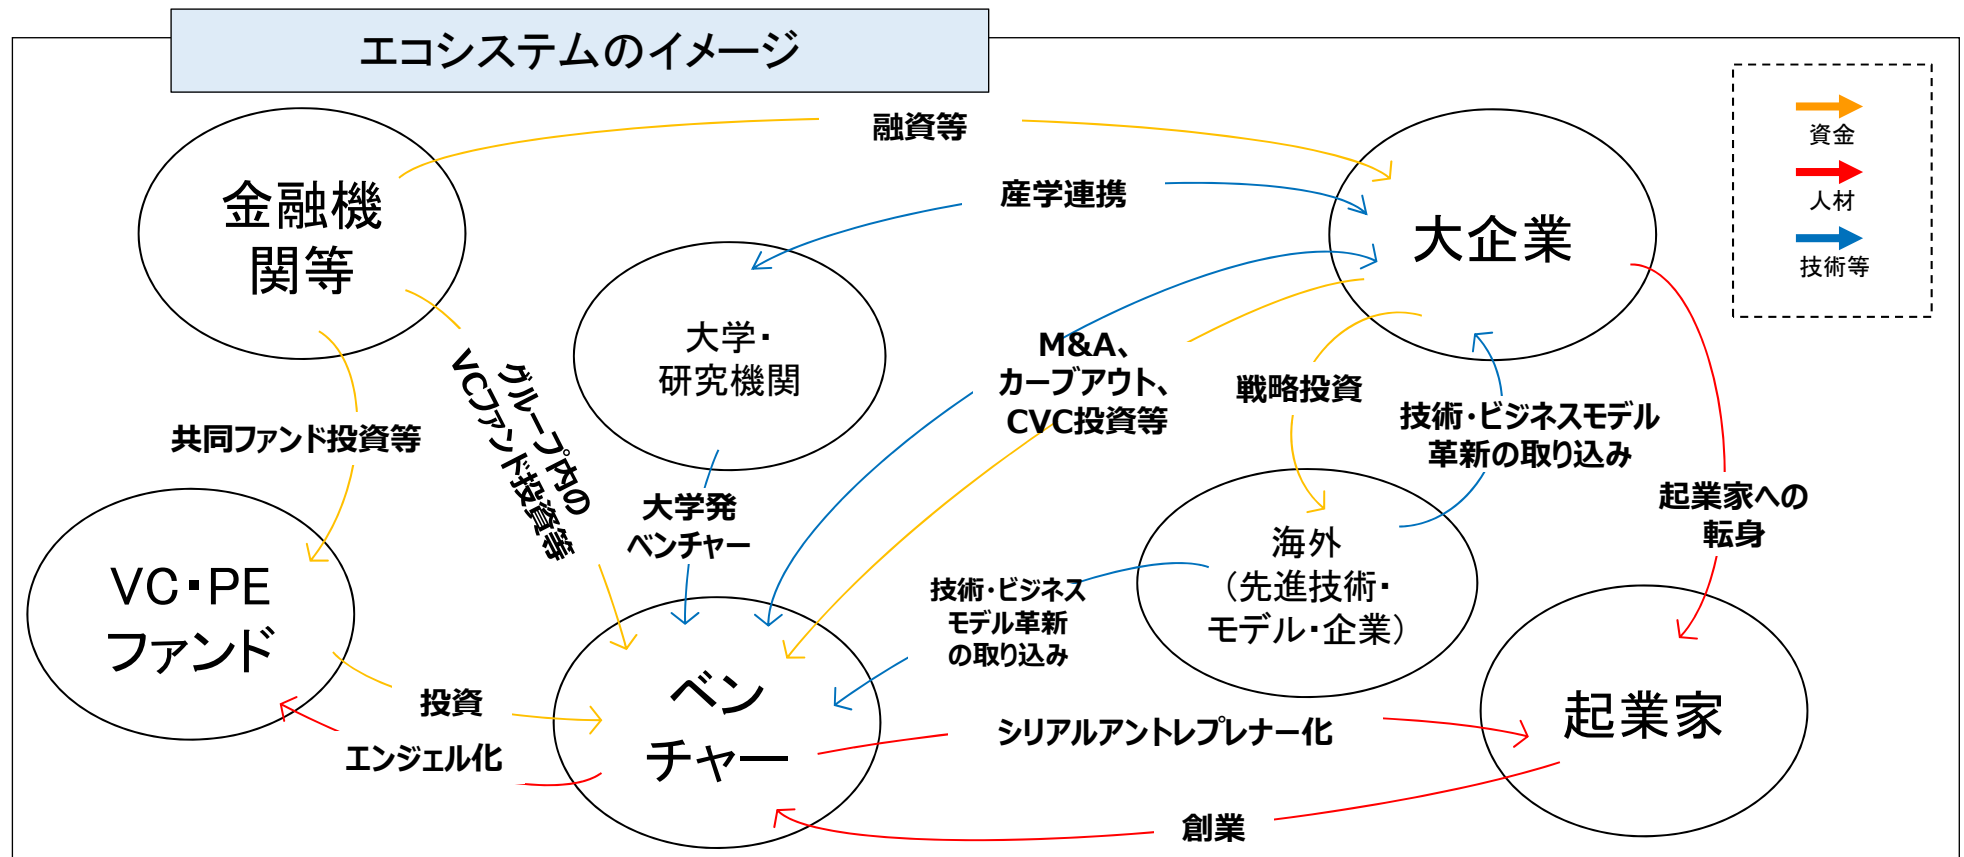 エコシステムのイメージ
資金
人材
技術等
融資等
産学連携
金融機
関等
大企業
大学・
研究機関
M&A、
カーブアウト、
CVC投資等
戦略投資
技術・ビジネスモデル
革新の取り込み
グループ内の
VCファンド投資等
共同ファンド投資等
大学発
ベンチャー
起業家への
転身
海外
（先進技術・
モデル・企業）
VC・PE
ファンド
技術・ビジネス
モデル革新
の取り込み
投資
エンジェル化
ベン
チャー
シリアルアントレプレナー化
起業家
創業